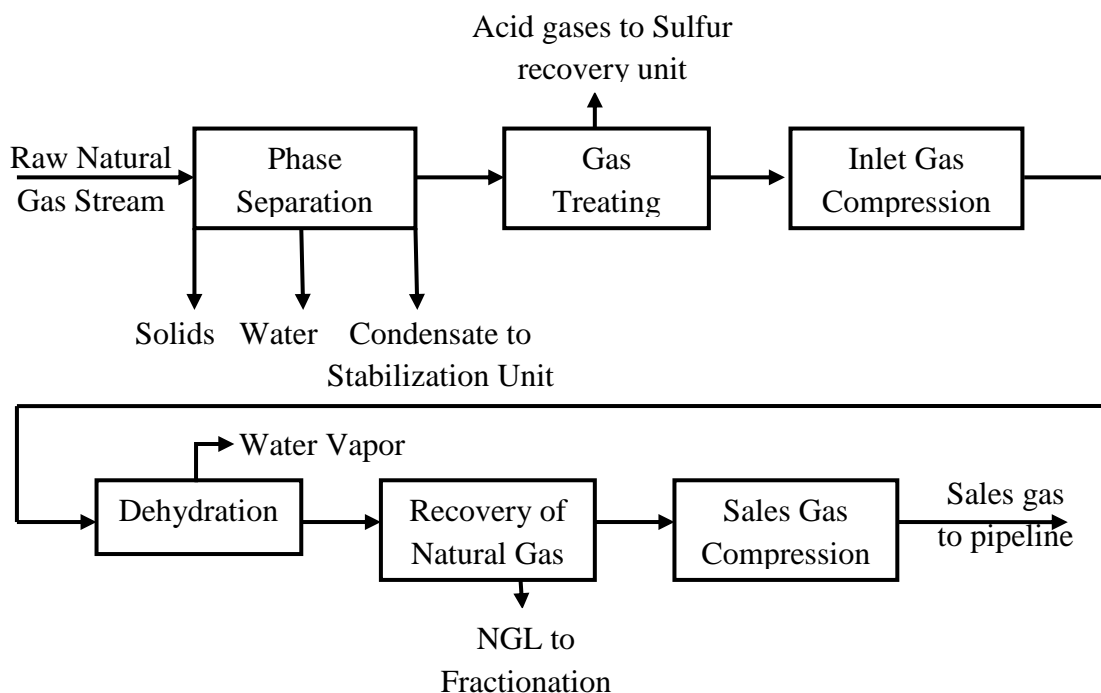 Acid gases to Sulfur
recovery unit
Raw Natural
Gas Stream
Phase
Separation
Gas
Treating
Inlet Gas
Compression
Solids
Water
Condensate to
Stabilization Unit
Water Vapor
Dehydration
Recovery of
Natural Gas
Sales Gas
Compression
Sales gas
to pipeline
NGL to
Fractionation